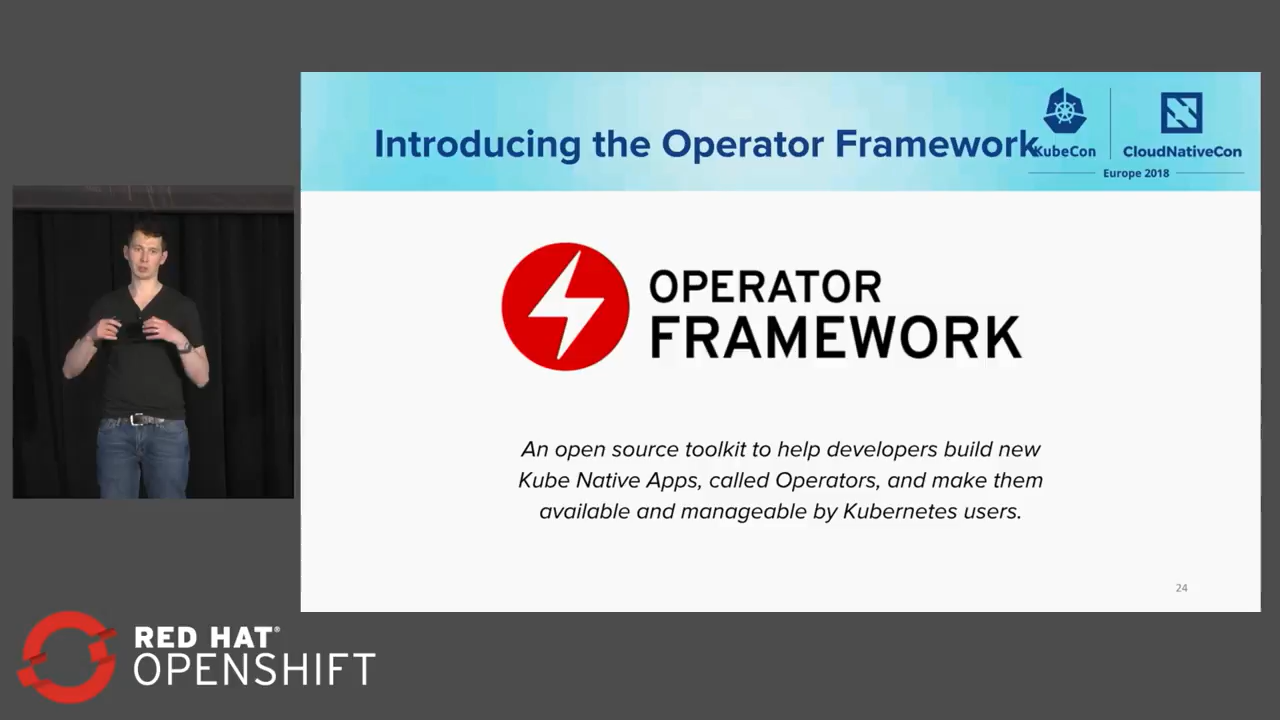 Introducing the Operator Framework
KubeCon
CloudNativeCon
Europe 2018
OPERATOR
FRAMEWORK
An open source toolkit to help developers build new
Kube Native Apps, called Operators, and make them
available and manageable by Kubernetes users.
24
RED HAT®
OPENSHIFT